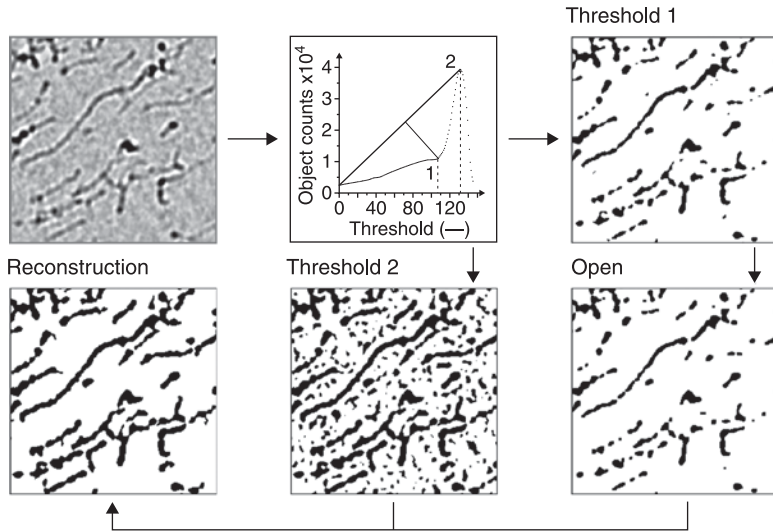 Threshold 1
Object counts x10⁴
4
3
2
1
0
2
1
0 40 80 120
Threshold (—)
Reconstruction
Threshold 2
Open